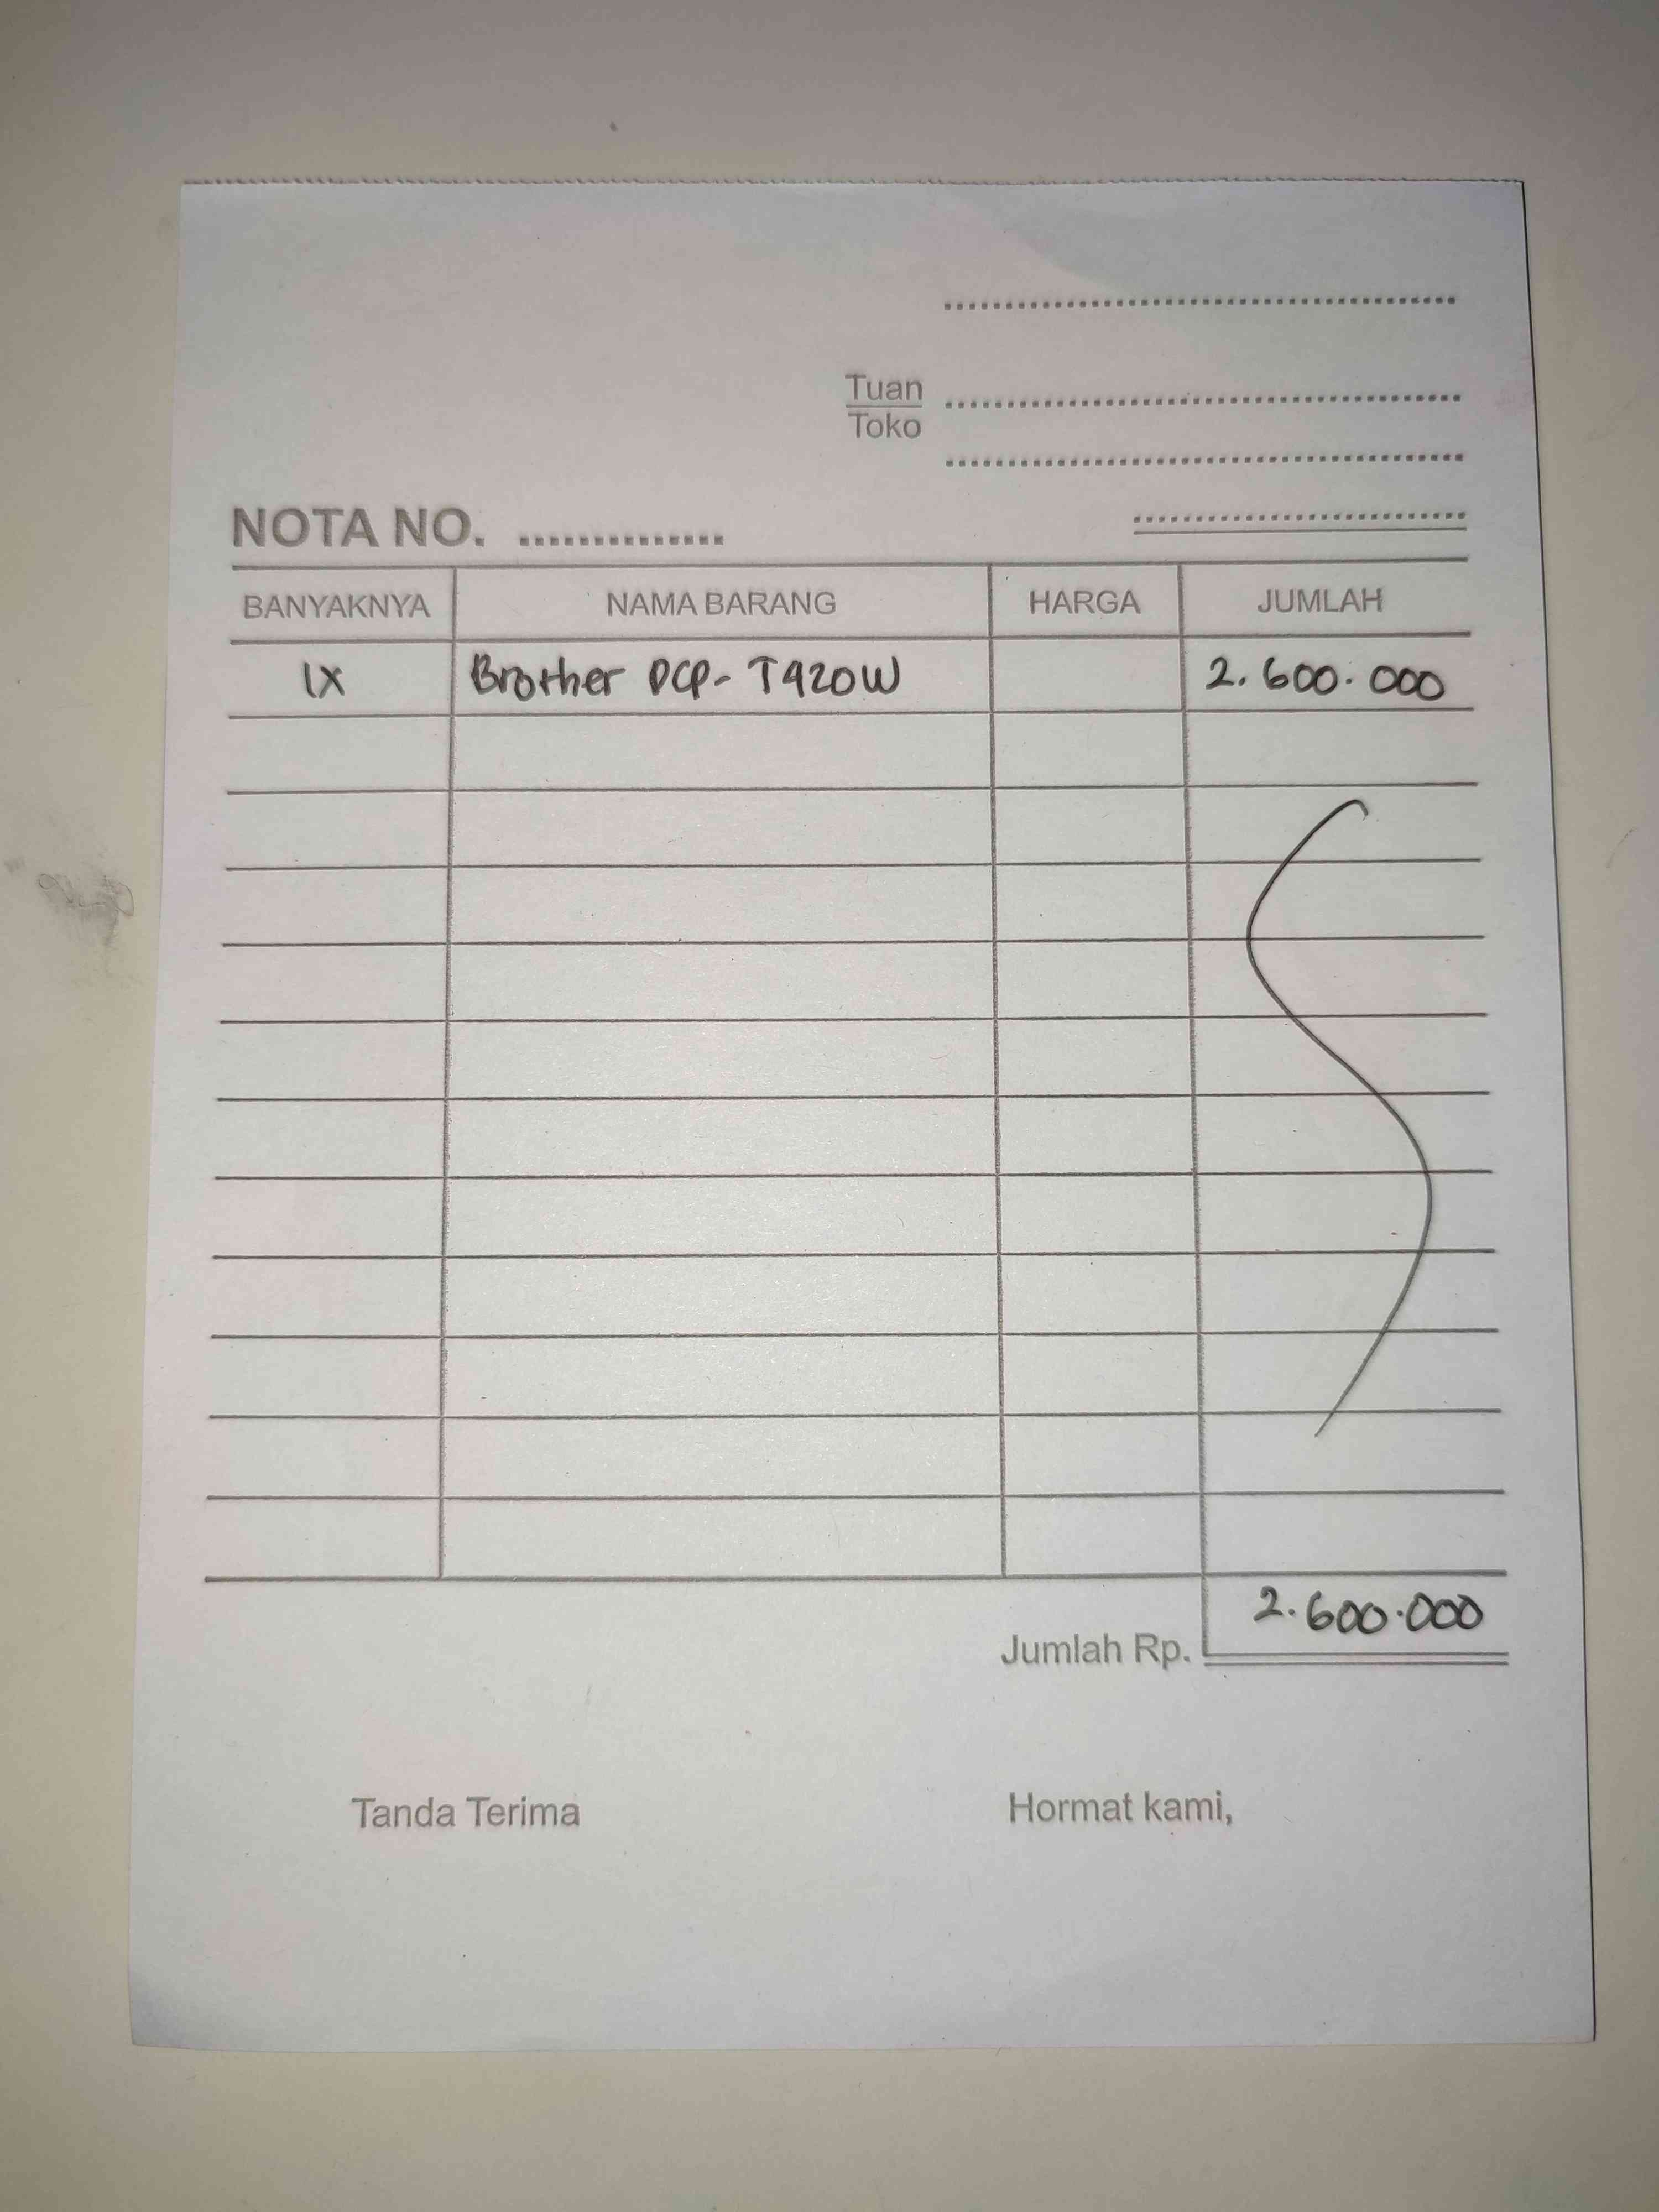 Tuan
Toko
NOTA NO. ..............
BANYAKNYA NAMA BARANG HARGA JUMLAH
1X Brother DCP- T420W 2.600.000
Jumlah Rp. 2.600.000
Tanda Terima Hormat kami,